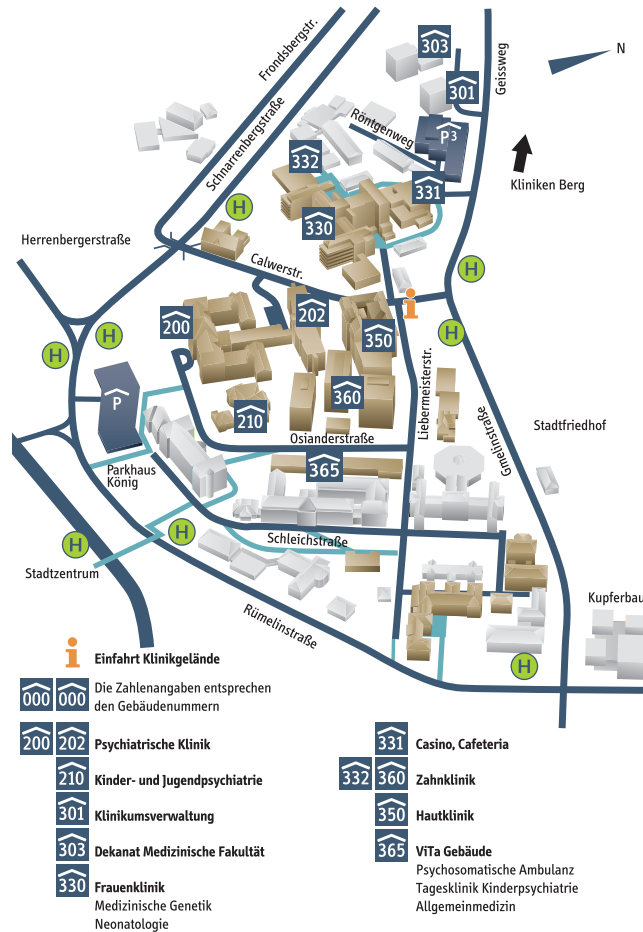 Frondsbergstr.
303
Geissweg
N
301
Schnarrenbergstraße
Röntgenweg
P3
332
331
Kliniken Berg
H
330
Herrenbergerstraße
Calwerstr.
H
i
200
202
350
H
H
H
Liebermeisterstr.
360
P
210
Gmelinstraße
Osianderstraße
Stadtfriedhof
Parkhaus
König
365
H
H
Schleichstraße
Stadtzentrum
Rümelinstraße
Kupferbau
H
i Einfahrt Klinikgelände
000 000 Die Zahlenangaben entsprechen
den Gebäudenummern
200 202 Psychiatrische Klinik
210 Kinder- und Jugendpsychiatrie
301 Klinikumsverwaltung
303 Dekanat Medizinische Fakultät
330 Frauenklinik
Medizinische Genetik
Neonatologie
331 Casino, Cafeteria
332 360 Zahnklinik
350 Hautklinik
365 ViTa Gebäude
Psychosomatische Ambulanz
Tagesklinik Kinderpsychiatrie
Allgemeinmedizin